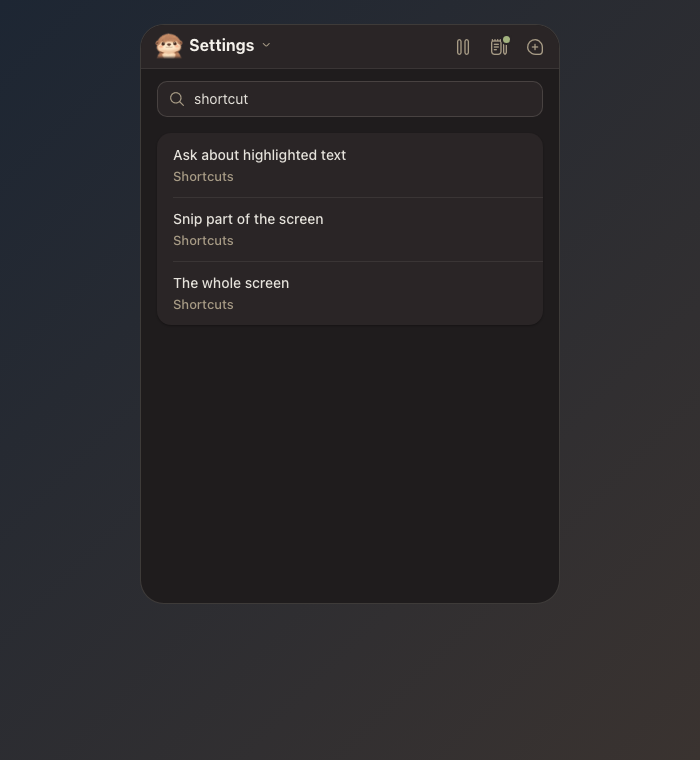 Settings
shortcut
Ask about highlighted text
Shortcuts
Snip part of the screen
Shortcuts
The whole screen
Shortcuts